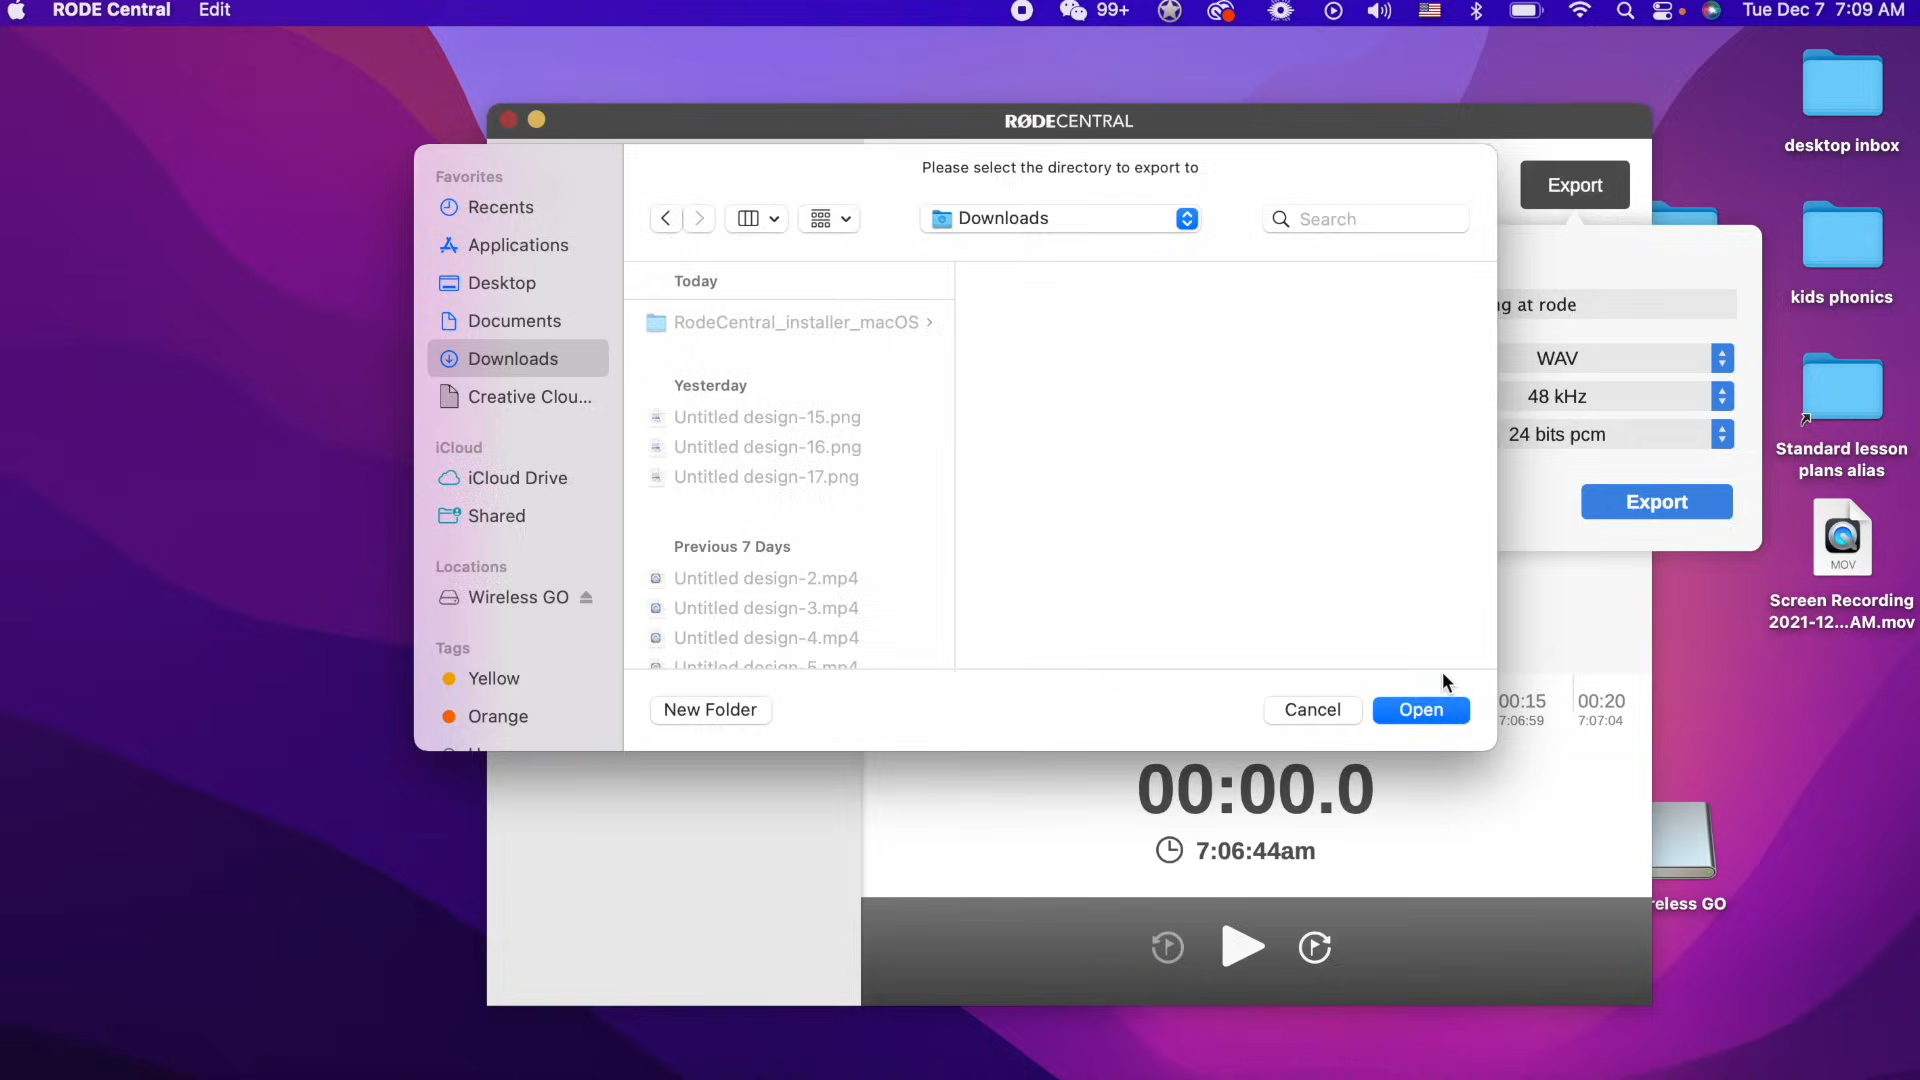 RODE Central
Edit
99+
Tue Dec 7 7:09 AM
RØDECENTRAL
Please select the directory to export to
Favorites
Recents
Applications
Desktop
Documents
Downloads
Creative Clou...
iCloud
iCloud Drive
Shared
Locations
Wireless GO
Tags
Yellow
Orange
Downloads
Search
Today
RodeCentral_installer_macOS
Yesterday
Untitled design-15.png
Untitled design-16.png
Untitled design-17.png
Previous 7 Days
Untitled design-2.mp4
Untitled design-3.mp4
Untitled design-4.mp4
Untitled design-5.mp4
New Folder
Cancel
Open
Export
ng at rode
WAV
48 kHz
24 bits pcm
Export
00:15
00:20
7:06:59
7:07:04
00:00.0
7:06:44am
desktop inbox
kids phonics
Standard lesson
plans alias
MOV
Screen Recording
2021-12...AM.mov
reless GO